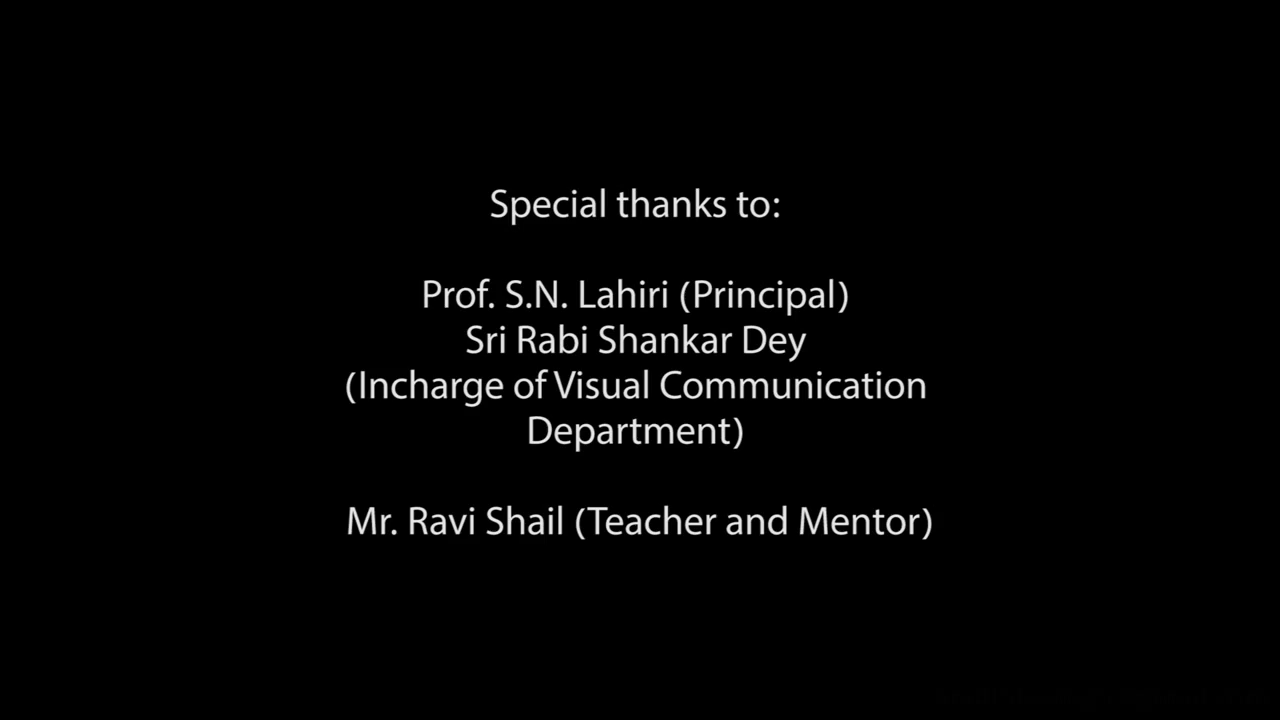 Special thanks to:
Prof. S.N. Lahiri (Principal)
Sri Rabi Shankar Dey
(Incharge of Visual Communication
Department)
Mr. Ravi Shail (Teacher and Mentor)